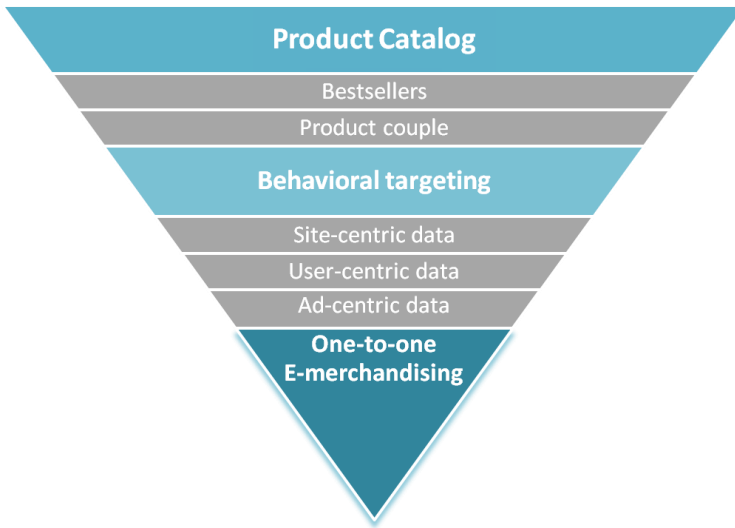 Product Catalog
Bestsellers
Product couple
Behavioral targeting
Site-centric data
User-centric data
Ad-centric data
One-to-one
E-merchandising